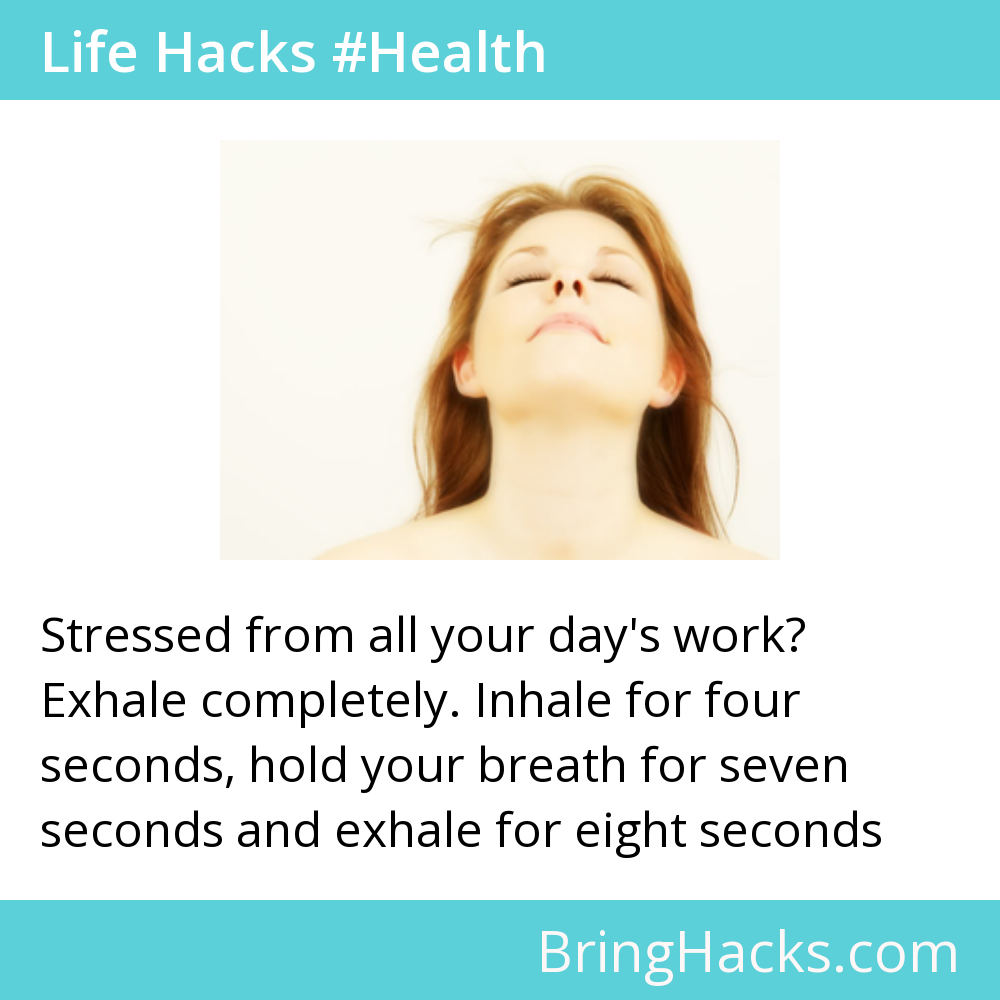 Life Hacks #Health
Stressed from all your day's work?
Exhale completely. Inhale for four
seconds, hold your breath for seven
seconds and exhale for eight seconds
BringHacks.com